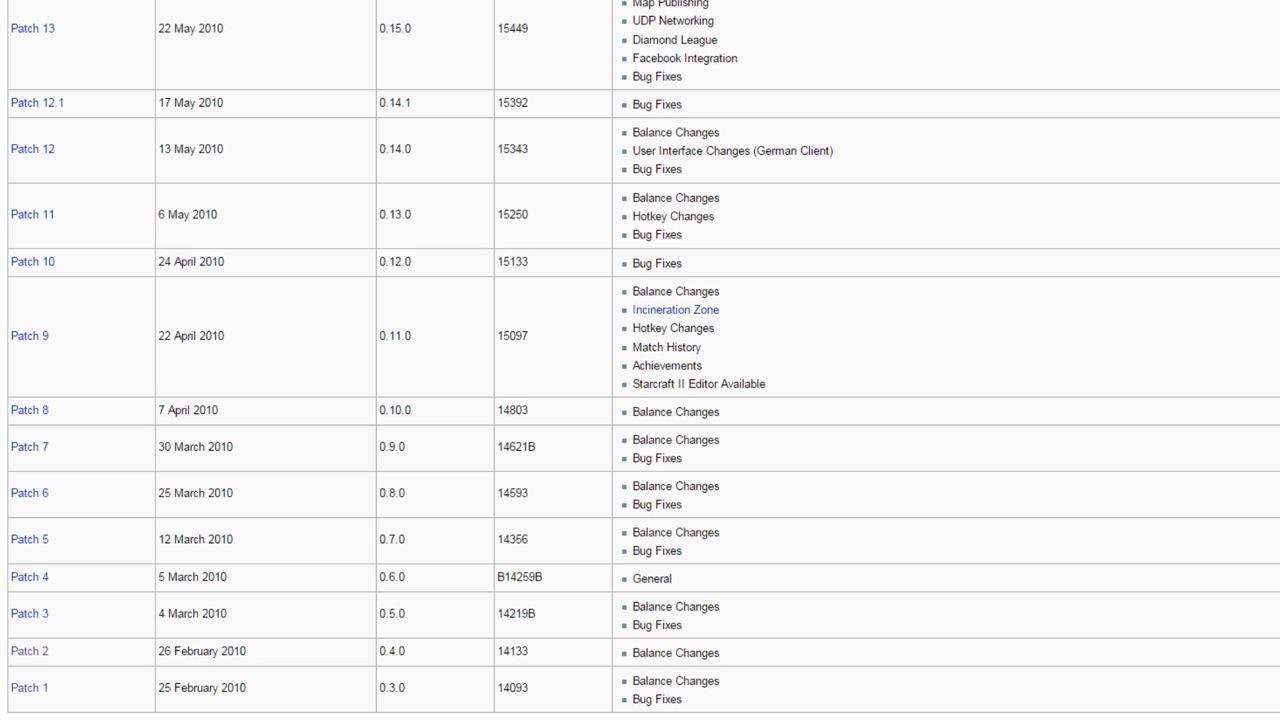 Map Publishing
UDP Networking
Patch 13 22 May 2010 0.15.0 15449
Diamond League
Facebook Integration
Bug Fixes
Patch 12.1 17 May 2010 0.14.1 15392 Bug Fixes
Balance Changes
Patch 12 13 May 2010 0.14.0 15343 User Interface Changes (German Client)
Bug Fixes
Balance Changes
Patch 11 6 May 2010 0.13.0 15250 Hotkey Changes
Bug Fixes
Patch 10 24 April 2010 0.12.0 15133 Bug Fixes
Balance Changes
Incineration Zone
Hotkey Changes
Patch 9 22 April 2010 0.11.0 15097
Match History
Achievements
Starcraft II Editor Available
Patch 8 7 April 2010 0.10.0 14803 Balance Changes
Patch 7 30 March 2010 0.9.0 14621B Balance Changes
Bug Fixes
Patch 6 25 March 2010 0.8.0 14593 Balance Changes
Bug Fixes
Patch 5 12 March 2010 0.7.0 14356 Balance Changes
Bug Fixes
Patch 4 5 March 2010 0.6.0 B14259B General
Patch 3 4 March 2010 0.5.0 14219B Balance Changes
Bug Fixes
Patch 2 26 February 2010 0.4.0 14133 Balance Changes
Patch 1 25 February 2010 0.3.0 14093 Balance Changes
Bug Fixes